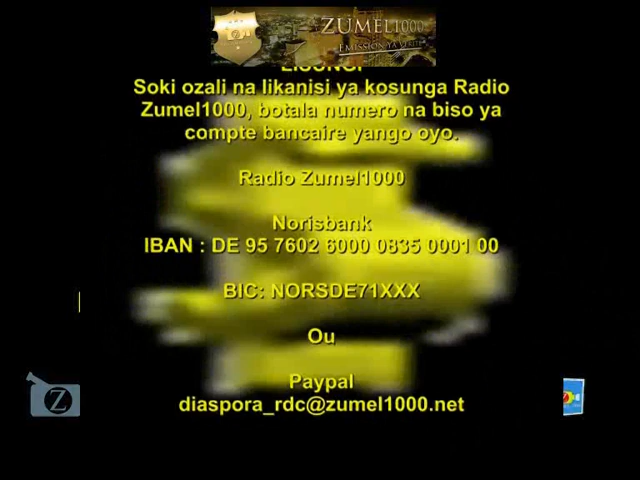 ZUMEL1000
EMISSION YA VERITE
LISUNGI
Soki ozali na likanisi ya kosunga Radio
Zumel1000, botala numero na biso ya
compte bancaire yango oyo.
Radio Zumel1000
Norisbank
IBAN : DE 95 7602 6000 0835 0001 00
BIC: NORSDE71XXX
Ou
Paypal
diaspora_rdc@zumel1000.net
Z